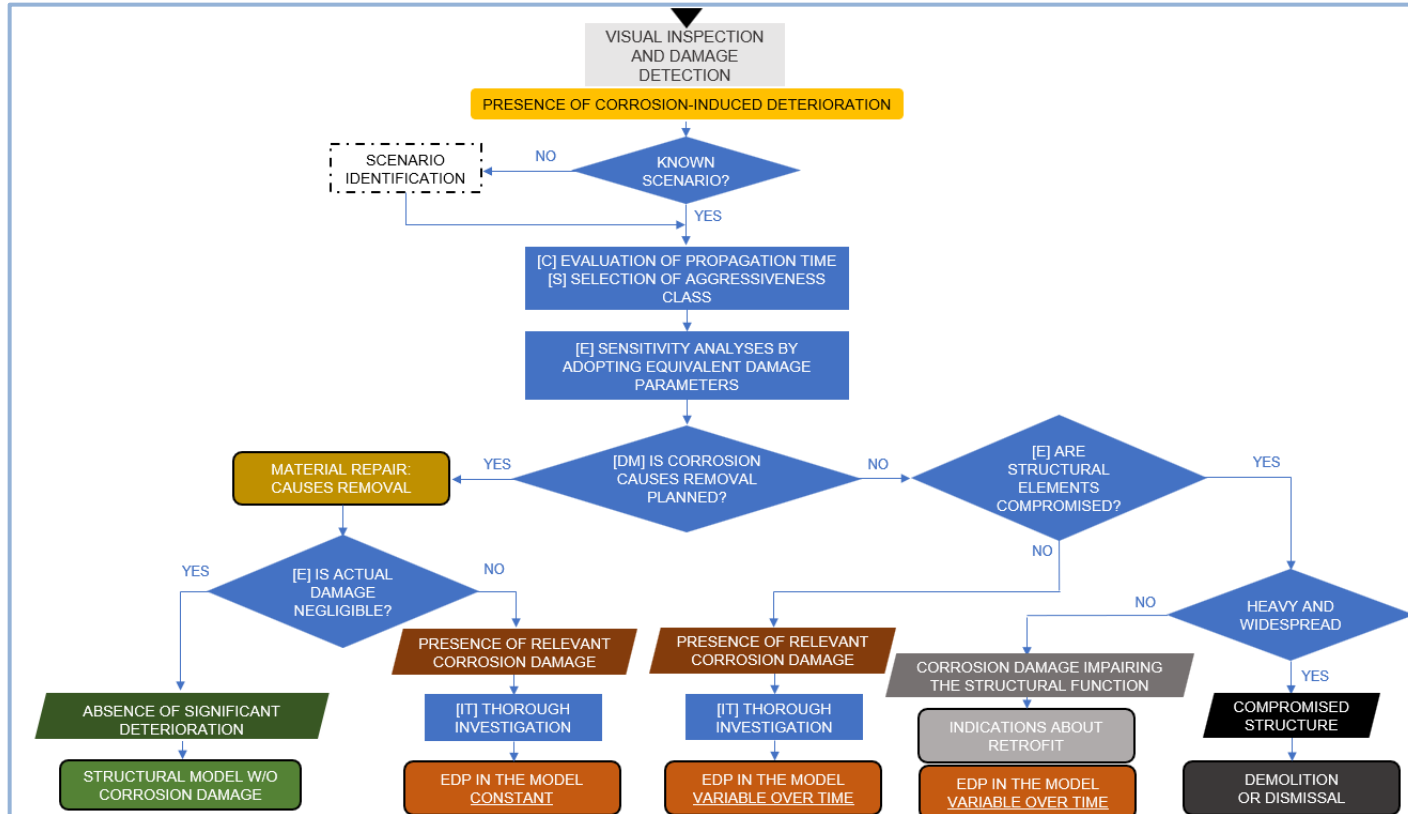 VISUAL INSPECTION
AND DAMAGE
DETECTION
PRESENCE OF CORROSION-INDUCED DETERIORATION
SCENARIO
IDENTIFICATION
NO
KNOWN
SCENARIO?
YES
[C] EVALUATION OF PROPAGATION TIME
[S] SELECTION OF AGGRESSIVENESS
CLASS
[E] SENSITIVITY ANALYSES BY
ADOPTING EQUIVALENT DAMAGE
PARAMETERS
MATERIAL REPAIR:
CAUSES REMOVAL
YES
[DM] IS CORROSION
CAUSES REMOVAL
PLANNED?
NO
[E] ARE
STRUCTURAL
ELEMENTS
COMPROMISED?
YES
NO
YES
[E] IS ACTUAL
DAMAGE
NEGLIGIBLE?
NO
NO
HEAVY AND
WIDESPREAD
YES
ABSENCE OF SIGNIFICANT
DETERIORATION
PRESENCE OF RELEVANT
CORROSION DAMAGE
PRESENCE OF RELEVANT
CORROSION DAMAGE
CORROSION DAMAGE IMPAIRING
THE STRUCTURAL FUNCTION
COMPROMISED
STRUCTURE
[IT] THOROUGH
INVESTIGATION
[IT] THOROUGH
INVESTIGATION
INDICATIONS ABOUT
RETROFIT
STRUCTURAL MODEL W/O
CORROSION DAMAGE
EDP IN THE MODEL
CONSTANT
EDP IN THE MODEL
VARIABLE OVER TIME
EDP IN THE MODEL
VARIABLE OVER TIME
DEMOLITION
OR DISMISSAL